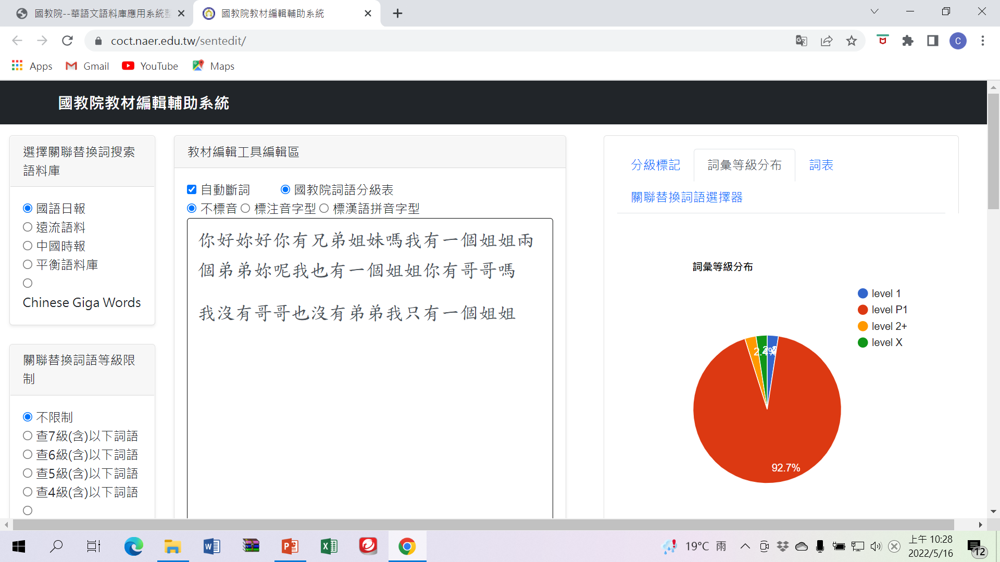 國教院--華語文語料庫應用系統
國教院教材編輯輔助系統
coct.naer.edu.tw/sentedit/
C
Apps
Gmail
YouTube
Maps
國教院教材編輯輔助系統
選擇關聯替換詞搜索
語料庫
國語日報
遠流語料
中國時報
平衡語料庫
Chinese Giga Words
關聯替換詞語等級限
制
不限制
查7級(含)以下詞語
查6級(含)以下詞語
查5級(含)以下詞語
查4級(含)以下詞語
教材編輯工具編輯區
自動斷詞 國教院詞語分級表
不標音 標注音字型 標漢語拼音字型
你好妳好你有兄弟姐妹嗎我有一個姐姐兩
個弟弟妳呢我也有一個姐姐你有哥哥嗎
我沒有哥哥也沒有弟弟我只有一個姐姐
分級標記 詞彙等級分布 詞表
關聯替換詞語選擇器
詞彙等級分布
level 1
level P1
level 2+
level X
2.4%
92.7%
19°C 雨
上午 10:28
2022/5/16
12